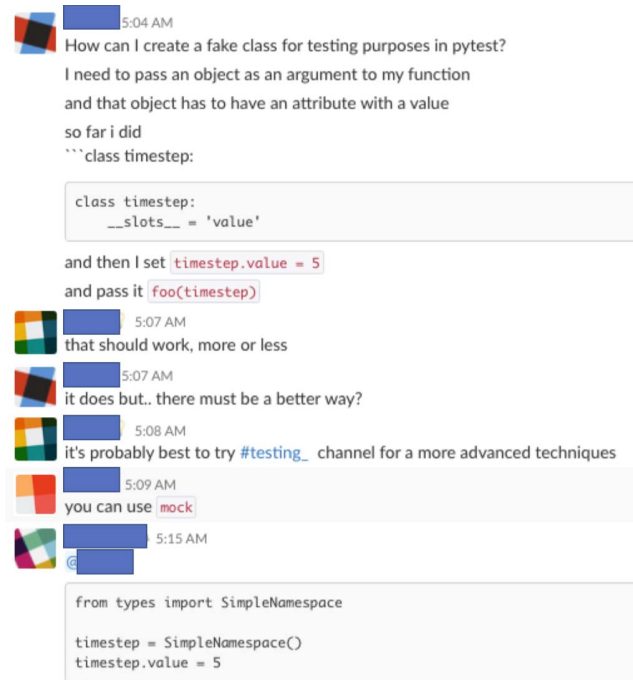 5:04 AM
How can I create a fake class for testing purposes in pytest?
I need to pass an object as an argument to my function
and that object has to have an attribute with a value
so far i did
```class timestep:
class timestep:
    __slots__ = 'value'
and then I set timestep.value = 5
and pass it foo(timestep)
5:07 AM
that should work, more or less
5:07 AM
it does but.. there must be a better way?
5:08 AM
it's probably best to try #testing_ channel for a more advanced techniques
5:09 AM
you can use mock
5:15 AM
@
from types import SimpleNamespace
timestep = SimpleNamespace()
timestep.value = 5